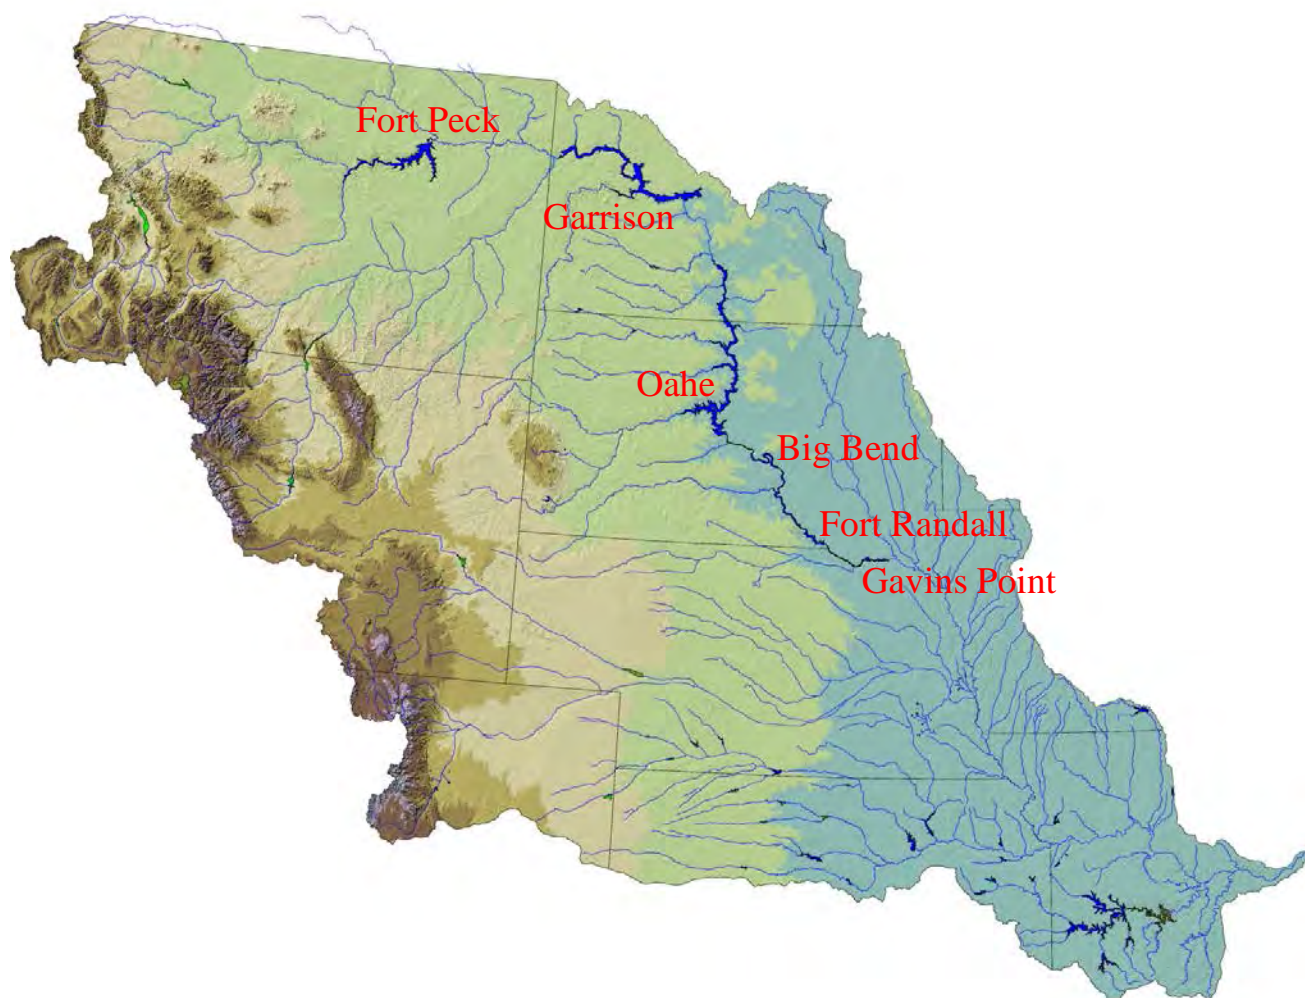 Fort Peck
Garrison
Oahe
Big Bend
Fort Randall
Gavins Point